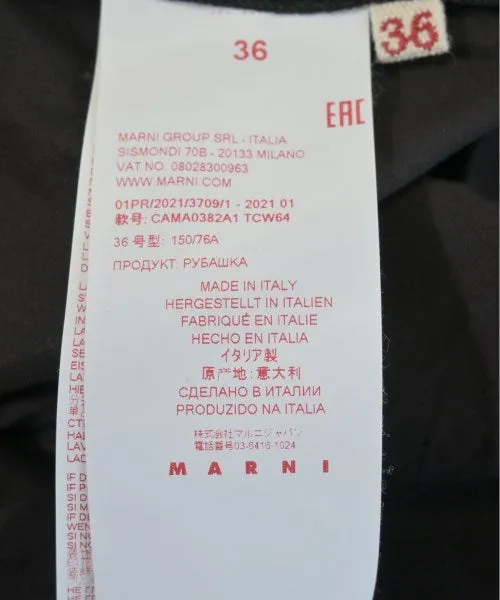 36
36
EAC
MARNI GROUP SRL - ITALIA
SISMONDI 70B - 20133 MILANO
VAT NO. 08028300963
WWW.MARNI.COM
01PR/2021/3709/1 - 2021 01
款号: CAMA0382A1 TCW64
36 号型: 150/76A
ПРОДУКТ: РУБАШКА
MADE IN ITALY
HERGESTELLT IN ITALIEN
FABRIQUÉ EN ITALIE
HECHO EN ITALIA
イタリア製
原产地: 意大利
СДЕЛАНО В ИТАЛИИ
PRODUZIDO NA ITALIA
株式会社マルニジャパン
電話番号03-6416-1024
MARNI